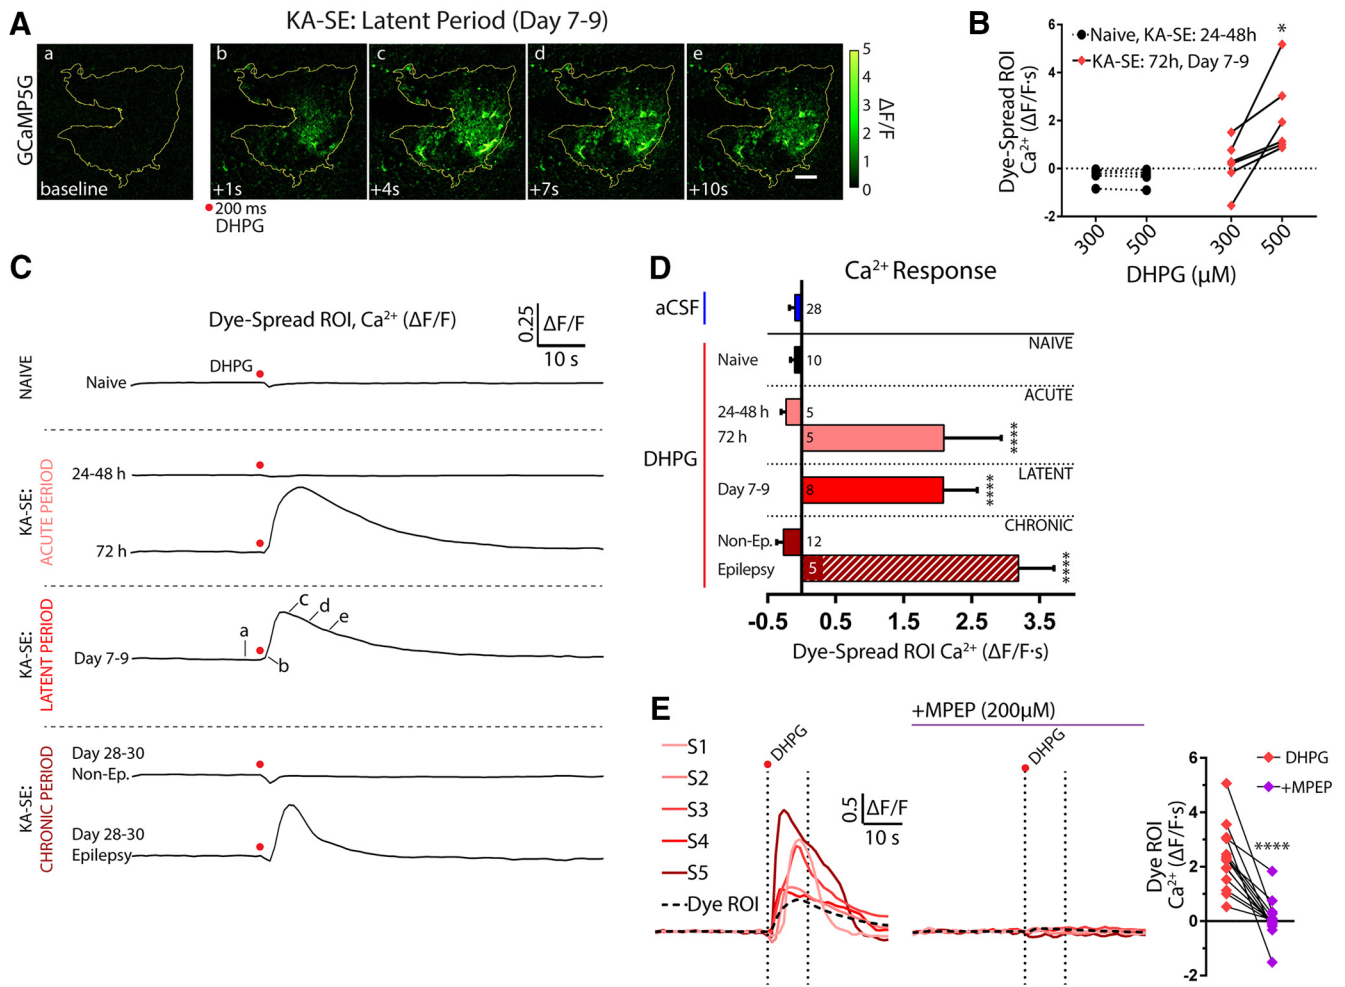 A
KA-SE: Latent Period (Day 7-9)
GCaMP5G
a
baseline
b
+1s
c
+4s
d
+7s
e
+10s
200 ms
DHPG
5
4
3
2
1
0
ΔF/F
B
Naive, KA-SE: 24-48h
KA-SE: 72h, Day 7-9
*
Dye-Spread ROI
Ca²⁺ (ΔF/F·s)
6
4
2
0
-2
300
500
300
500
DHPG (µM)
C
Dye-Spread ROI, Ca²⁺ (ΔF/F)
0.25
ΔF/F
10 s
NAIVE
Naive
DHPG
KA-SE:
ACUTE PERIOD
24-48 h
72 h
KA-SE:
LATENT PERIOD
Day 7-9
a
b
c
d
e
KA-SE:
CHRONIC PERIOD
Day 28-30
Non-Ep.
Day 28-30
Epilepsy
D
Ca²⁺ Response
aCSF
28
NAIVE
DHPG
Naive
10
ACUTE
24-48 h
5
72 h
5
****
LATENT
Day 7-9
8
****
CHRONIC
Non-Ep.
12
Epilepsy
5
****
-0.5
0.5
1.5
2.5
3.5
Dye-Spread ROI Ca²⁺ (ΔF/F·s)
E
S1
S2
S3
S4
S5
Dye ROI
DHPG
0.5
ΔF/F
10 s
+MPEP (200µM)
DHPG
DHPG
+MPEP
****
Dye ROI
Ca²⁺ (ΔF/F·s)
6
4
2
0
-2